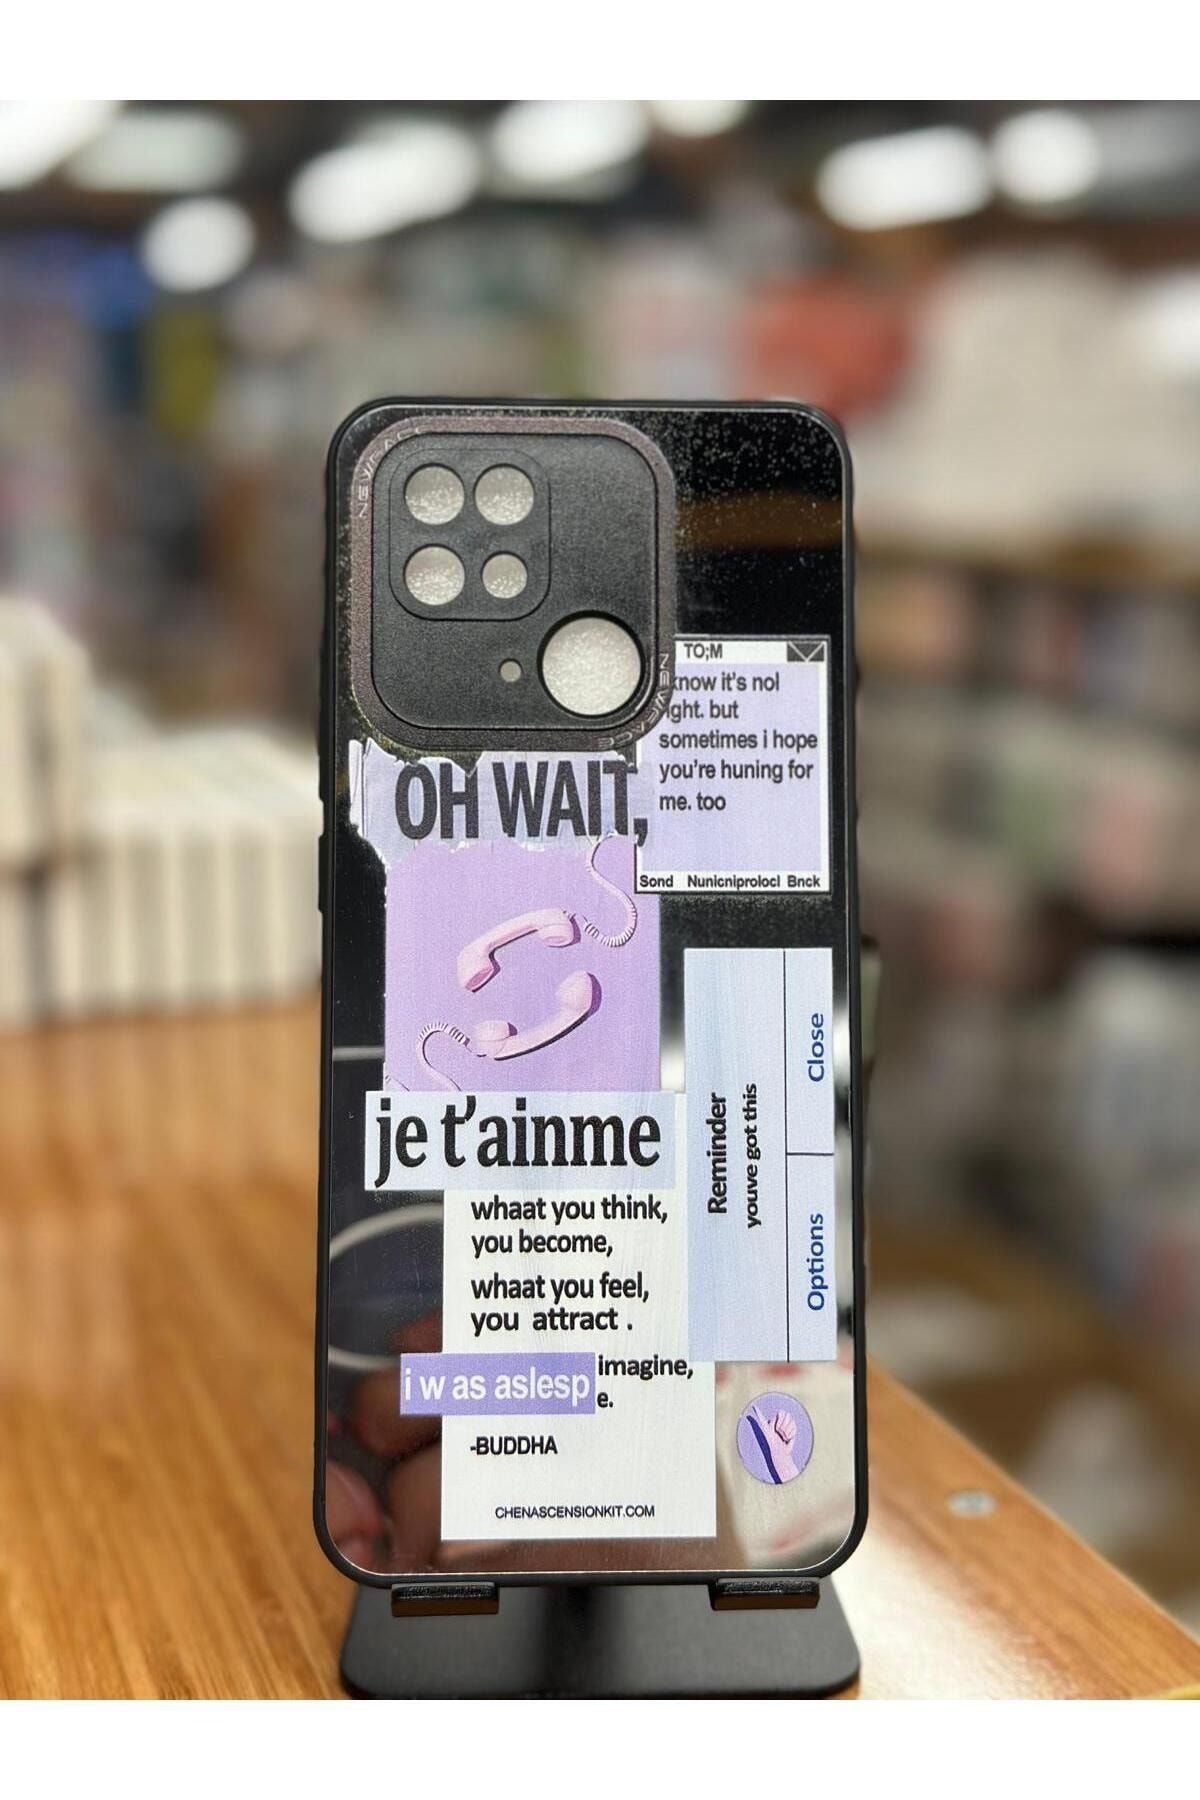 NEWFACE
NEWFACE
TO;M
know it's nol
ght. but
sometimes i hope
you're huning for
me. too
Sond Nunicniprolocl Bnck
OH WAIT,
je t'ainme
whaat you think,
you become,
whaat you feel,
you attract .
imagine,
i w as aslesp
e.
-BUDDHA
CHENASCENSIONKIT.COM
Reminder
youve got this
Options
Close